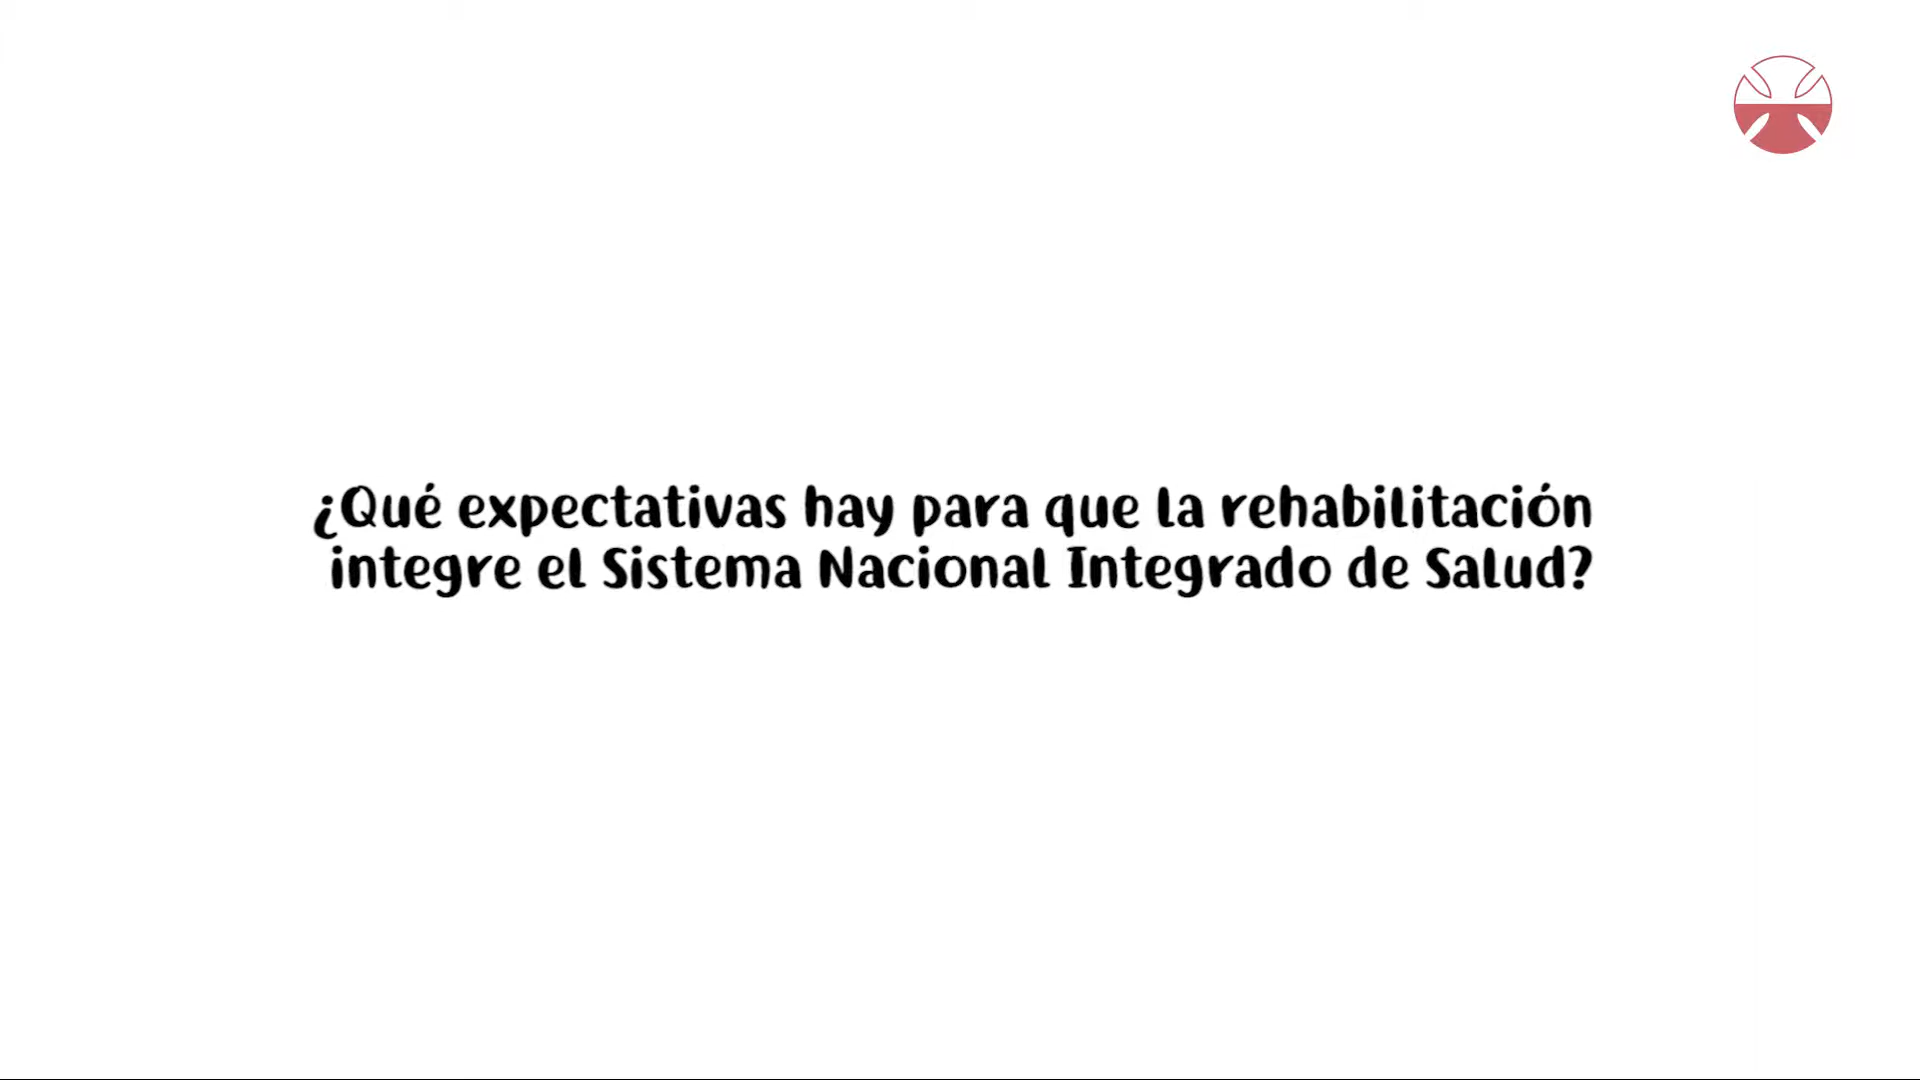 ¿Qué expectativas hay para que la rehabilitación
integre el Sistema Nacional Integrado de Salud?